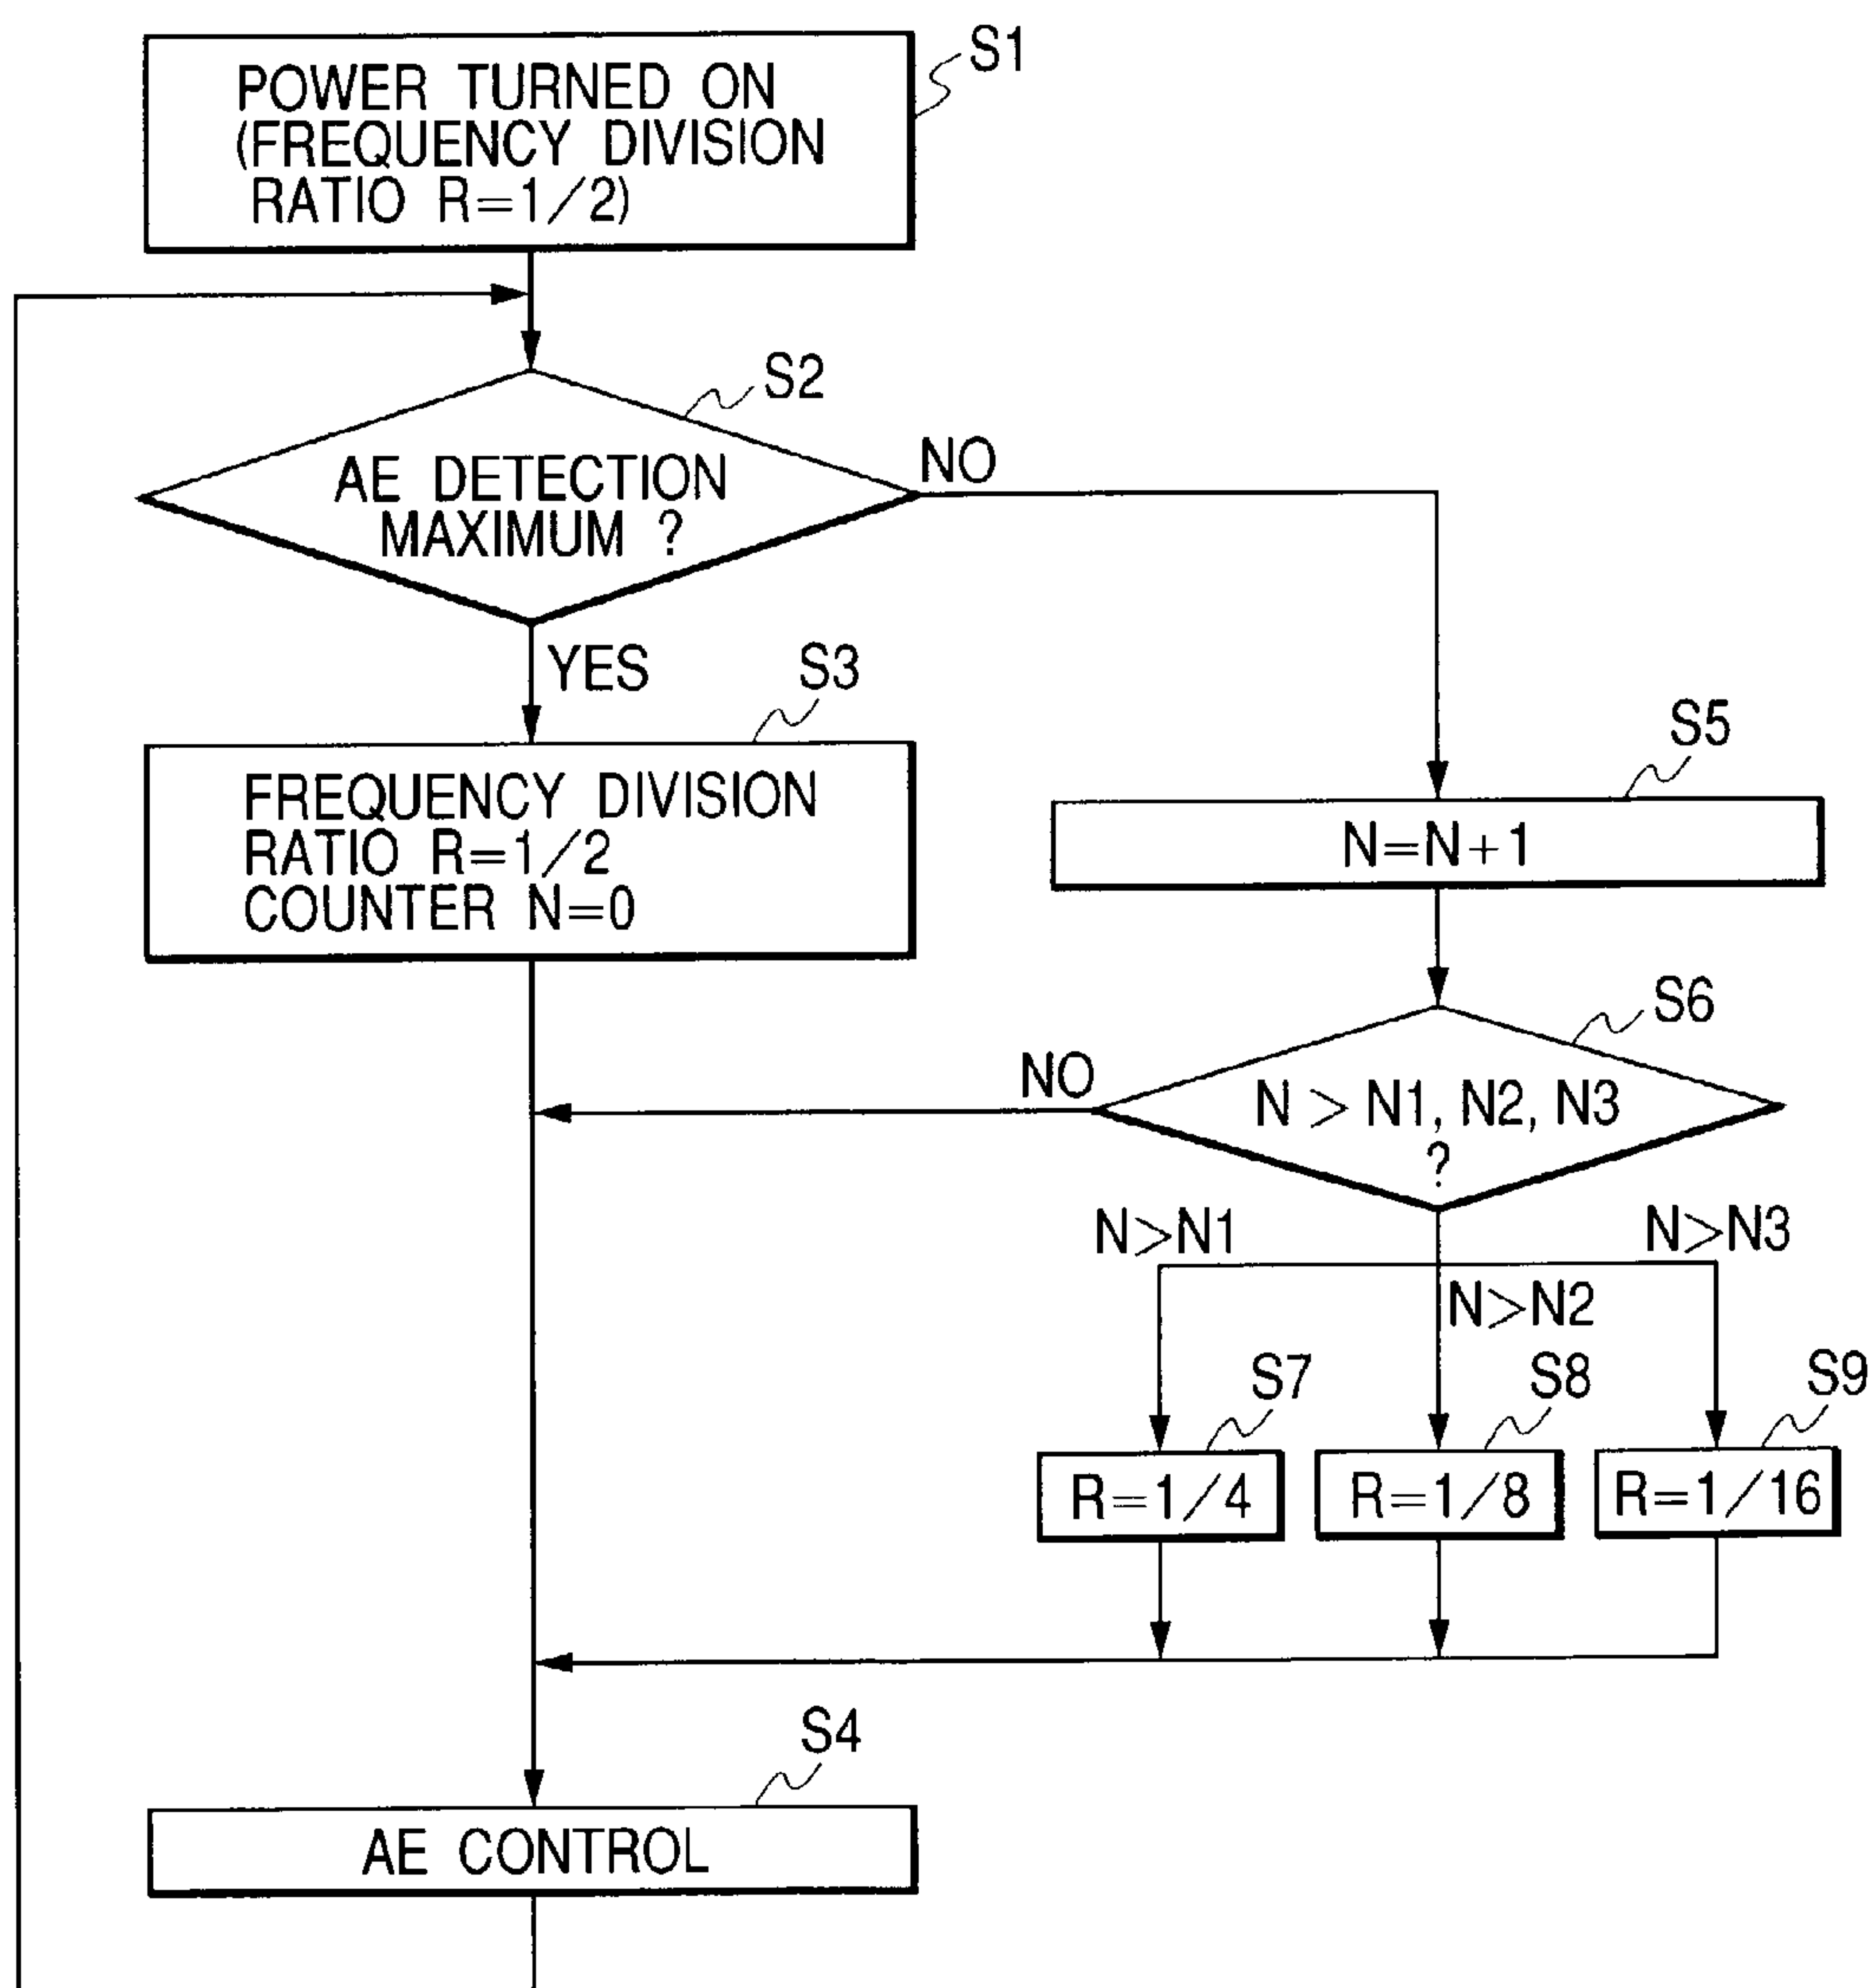 S1
POWER TURNED ON
(FREQUENCY DIVISION
RATIO R=1/2)
S2
AE DETECTION
MAXIMUM ?
NO
YES
S3
FREQUENCY DIVISION
RATIO R=1/2
COUNTER N=0
S5
N=N+1
S6
N > N1, N2, N3
?
NO
N>N1
N>N2
N>N3
S7
R=1/4
S8
R=1/8
S9
R=1/16
S4
AE CONTROL